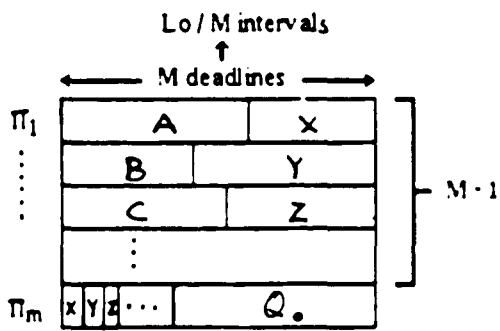 Lo / M intervals
M deadlines
Π1 A X
B Y
C Z
M - 1
Πm X Y Z ... Q.